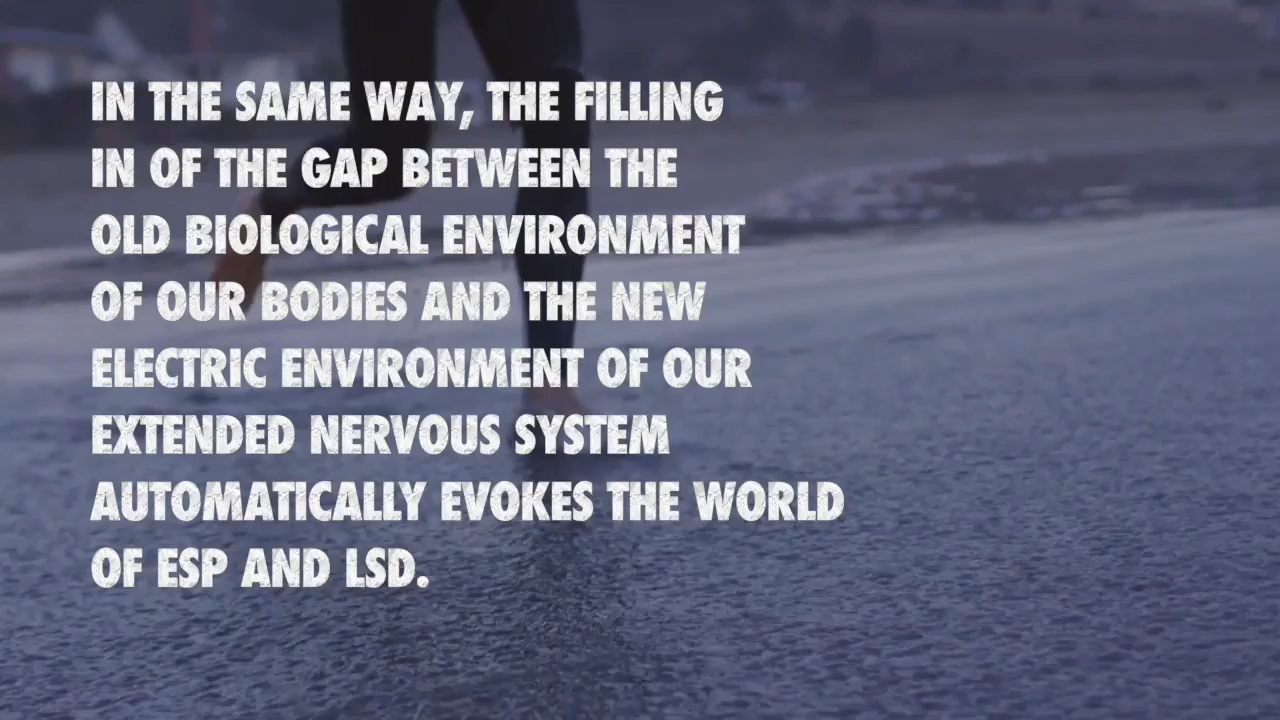 IN THE SAME WAY, THE FILLING
IN OF THE GAP BETWEEN THE
OLD BIOLOGICAL ENVIRONMENT
OF OUR BODIES AND THE NEW
ELECTRIC ENVIRONMENT OF OUR
EXTENDED NERVOUS SYSTEM
AUTOMATICALLY EVOKES THE WORLD
OF ESP AND LSD.